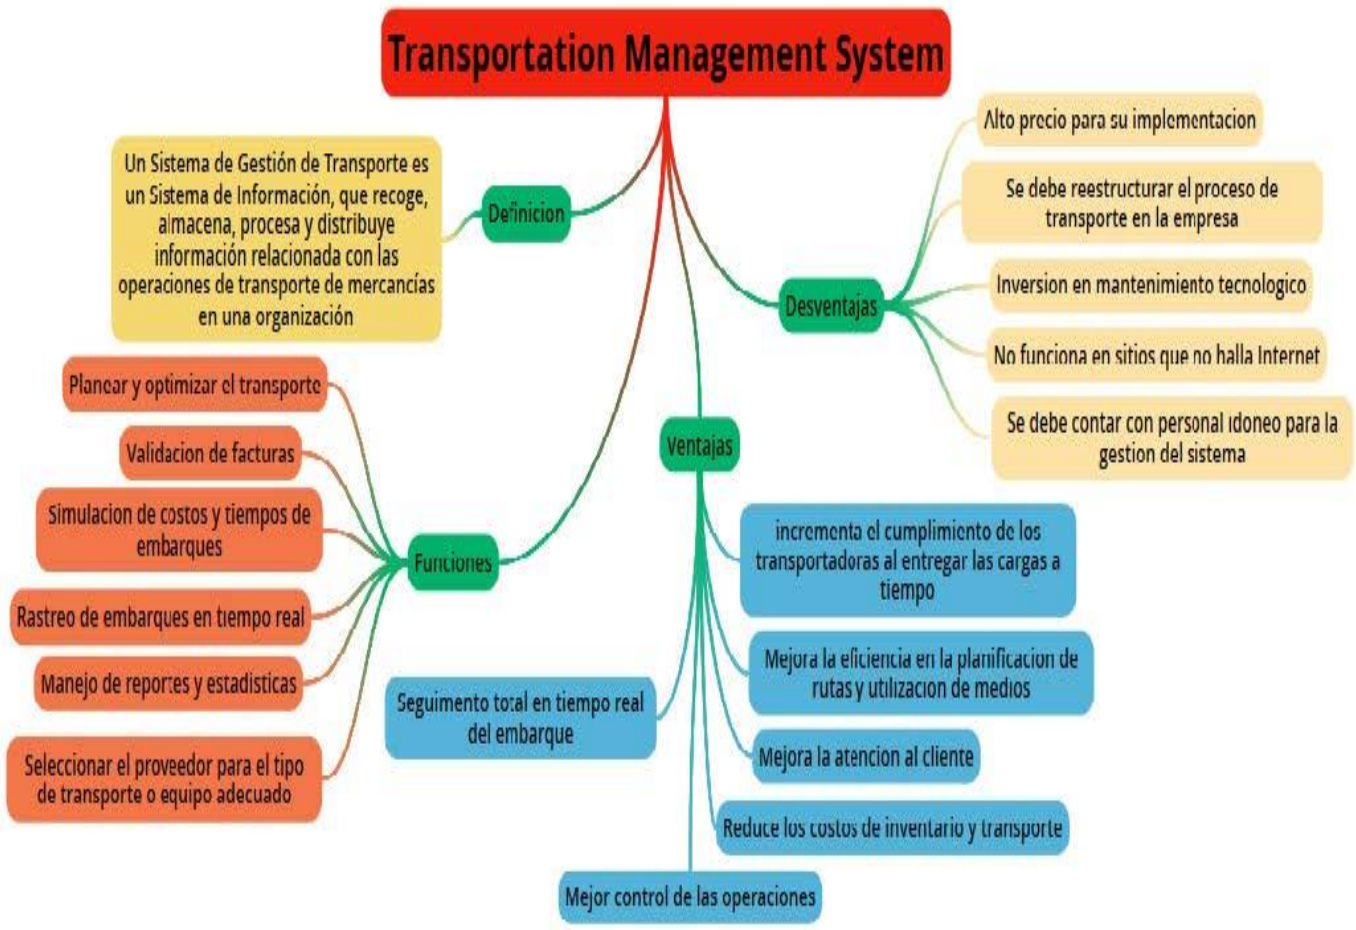 Transportation Management System
Definicion
Un Sistema de Gestión de Transporte es
un Sistema de Información, que recoge,
almacena, procesa y distribuye
información relacionada con las
operaciones de transporte de mercancías
en una organización
Funciones
Planear y optimizar el transporte
Validacion de facturas
Simulacion de costos y tiempos de
embarques
Rastreo de embarques en tiempo real
Manejo de reportes y estadisticas
Seleccionar el proveedor para el tipo
de transporte o equipo adecuado
Ventajas
incrementa el cumplimiento de los
transportadoras al entregar las cargas a
tiempo
Mejora la eficiencia en la planificacion de
rutas y utilizacion de medios
Mejora la atencion al cliente
Reduce los costos de inventario y transporte
Mejor control de las operaciones
Seguimento total en tiempo real
del embarque
Desventajas
Alto precio para su implementacion
Se debe reestructurar el proceso de
transporte en la empresa
Inversion en mantenimiento tecnologico
No funciona en sitios que no halla Internet
Se debe contar con personal idoneo para la
gestion del sistema